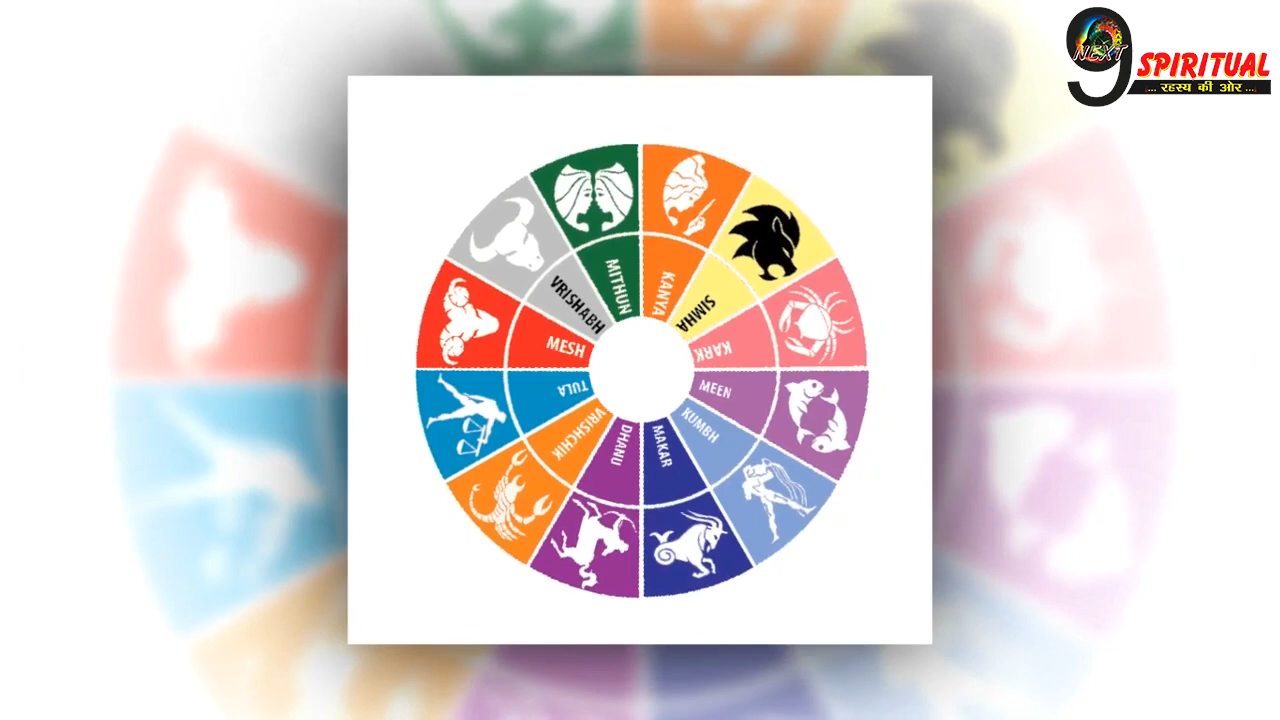 NEXT
9
SPIRITUAL
... रहस्य की ओर ...
MITHUN
KANYA
SIMHA
KARK
MEEN
KUMBH
MAKAR
DHANU
VRISHCHIK
TULA
MESH
VRISHABH